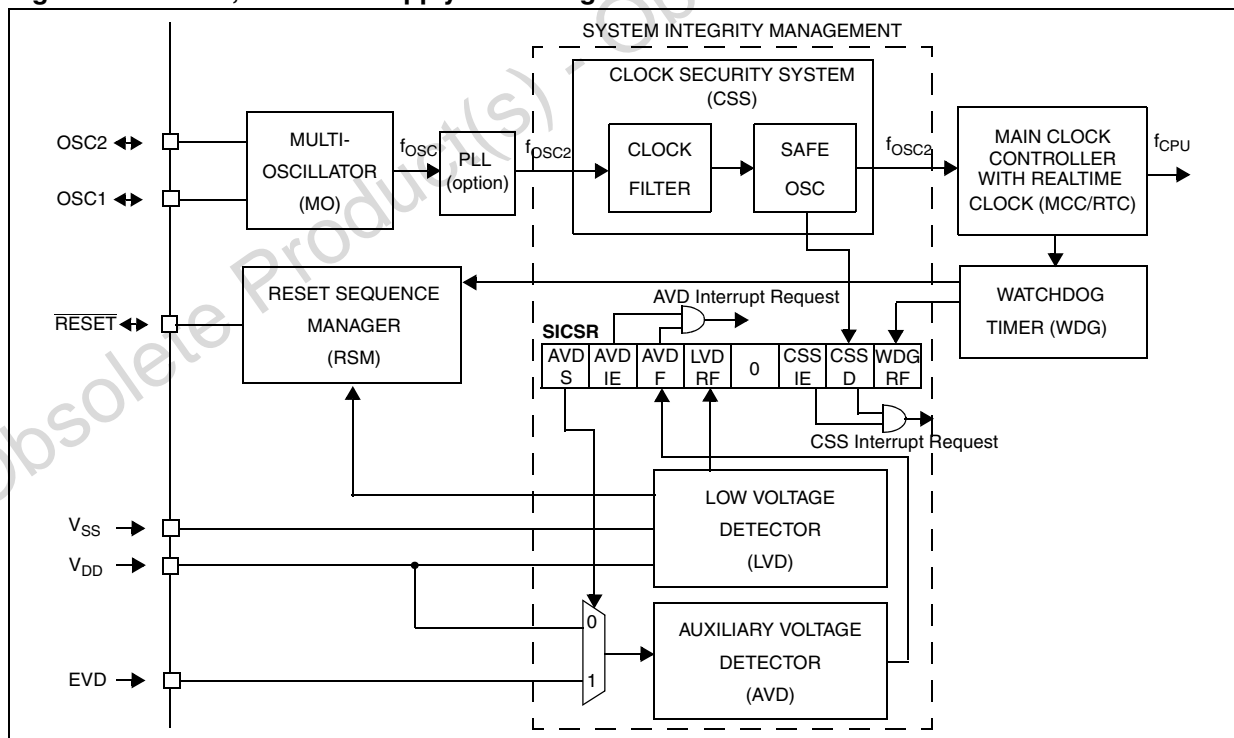 SYSTEM INTEGRITY MANAGEMENT
CLOCK SECURITY SYSTEM
(CSS)
OSC2
OSC1
MULTI-
OSCILLATOR
(MO)
fOSC
PLL
(option)
fOSC2
CLOCK
FILTER
SAFE
OSC
fOSC2
MAIN CLOCK
CONTROLLER
WITH REALTIME
CLOCK (MCC/RTC)
fCPU
RESET
RESET SEQUENCE
MANAGER
(RSM)
AVD Interrupt Request
WATCHDOG
TIMER (WDG)
SICSR
AVD AVD AVD LVD 0 CSS CSS WDG
S IE F RF IE D RF
CSS Interrupt Request
LOW VOLTAGE
DETECTOR
(LVD)
VSS
VDD
0
1
EVD
AUXILIARY VOLTAGE
DETECTOR
(AVD)
Obsolete Product(s) - Ob